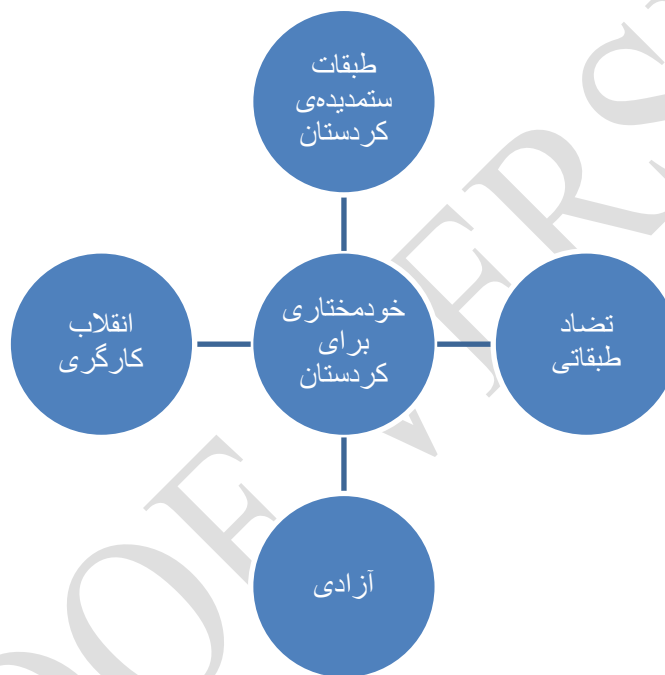 طبقات
ستمدیده‌ی
کردستان
انقلاب
کارگری
خودمختاری
برای
کردستان
تضاد
طبقاتی
آزادی